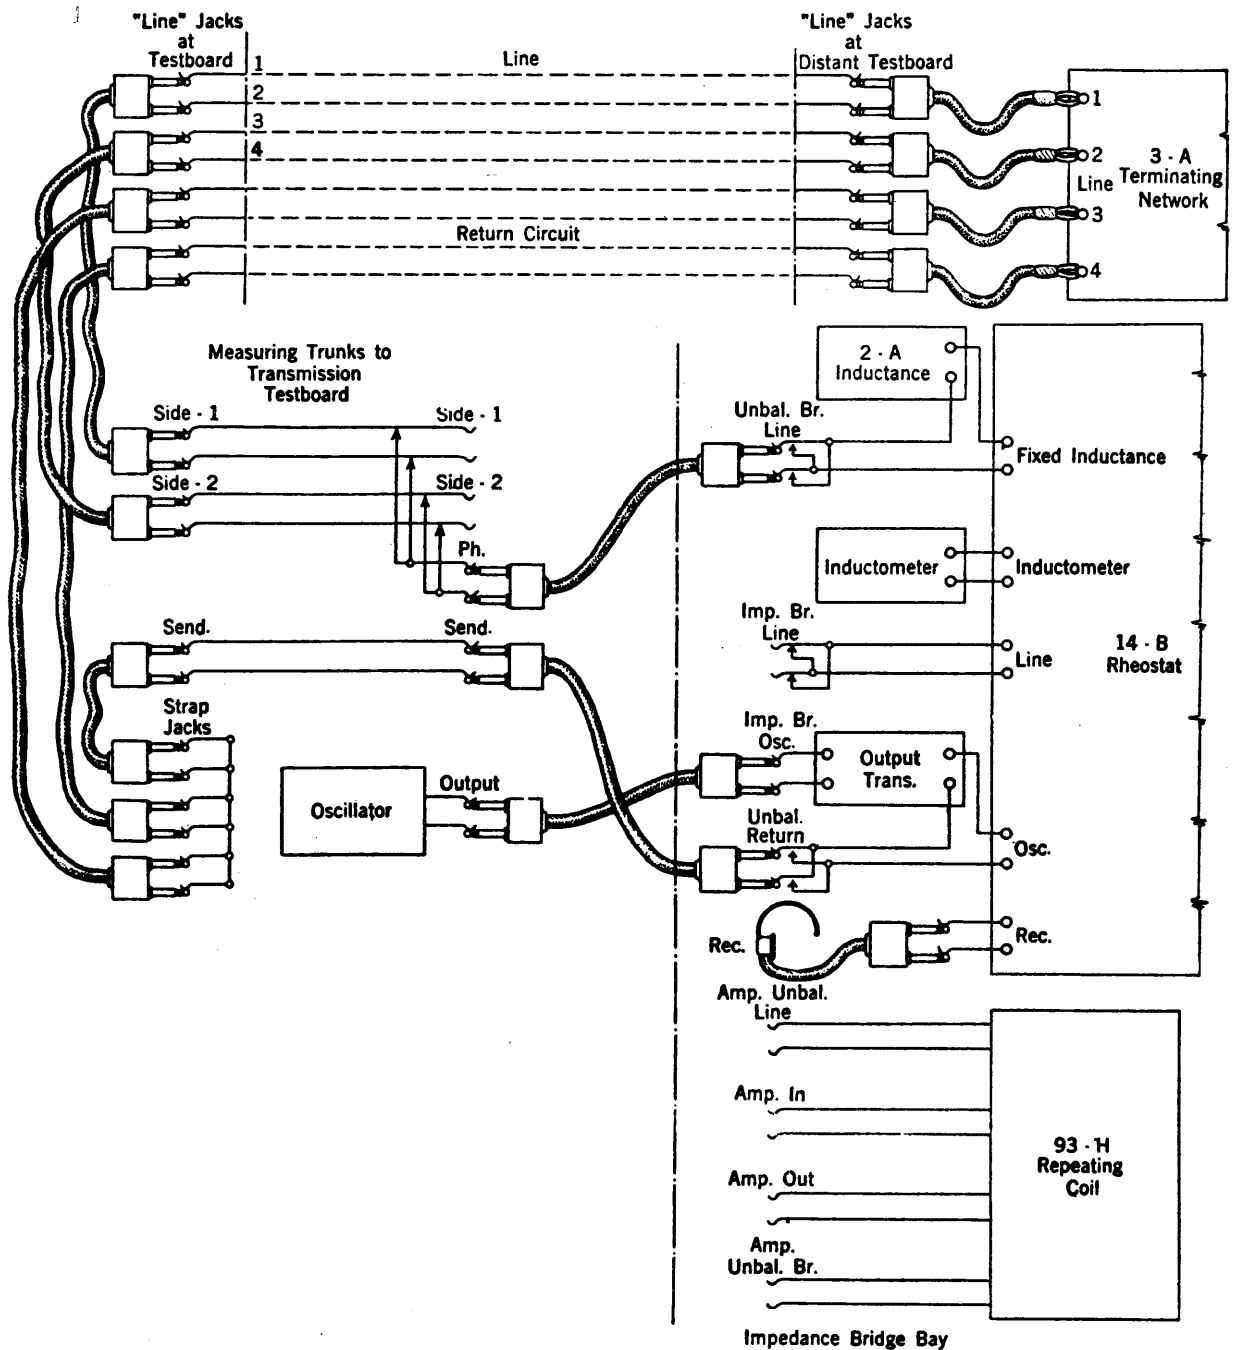 "Line" Jacks
at
Testboard
"Line" Jacks
at
Distant Testboard
Line
1
2
3
4
Return Circuit
1
2
Line
3
4
3 - A
Terminating
Network
Measuring Trunks to
Transmission
Testboard
Side - 1
Side - 1
Side - 2
Side - 2
Ph.
Unbal. Br.
Line
2 - A
Inductance
Fixed Inductance
Inductometer
Inductometer
Imp. Br.
Line
Line
14 - B
Rheostat
Send.
Send.
Strap
Jacks
Oscillator
Output
Imp. Br.
Osc.
Output
Trans.
Unbal.
Return
Osc.
Rec.
Rec.
Amp. Unbal.
Line
Amp. In
Amp. Out
Amp.
Unbal. Br.
93 - H
Repeating
Coil
Impedance Bridge Bay